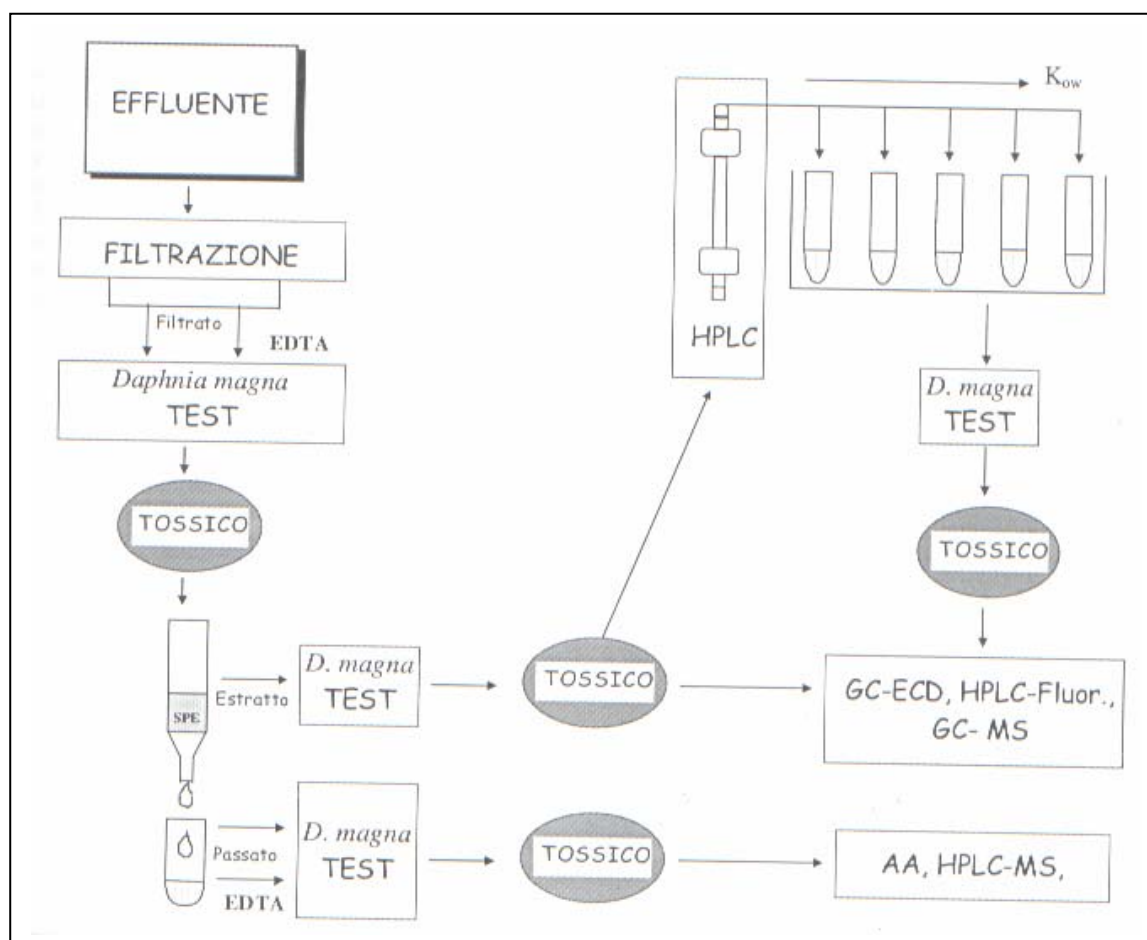 EFFLUENTE
FILTRAZIONE
Filtrato
EDTA
Daphnia magna
TEST
TOSSICO
SPE
Estratto
D. magna
TEST
TOSSICO
HPLC
Kow
D. magna
TEST
TOSSICO
GC-ECD, HPLC-Fluor.,
GC- MS
Passato
EDTA
D. magna
TEST
TOSSICO
AA, HPLC-MS,